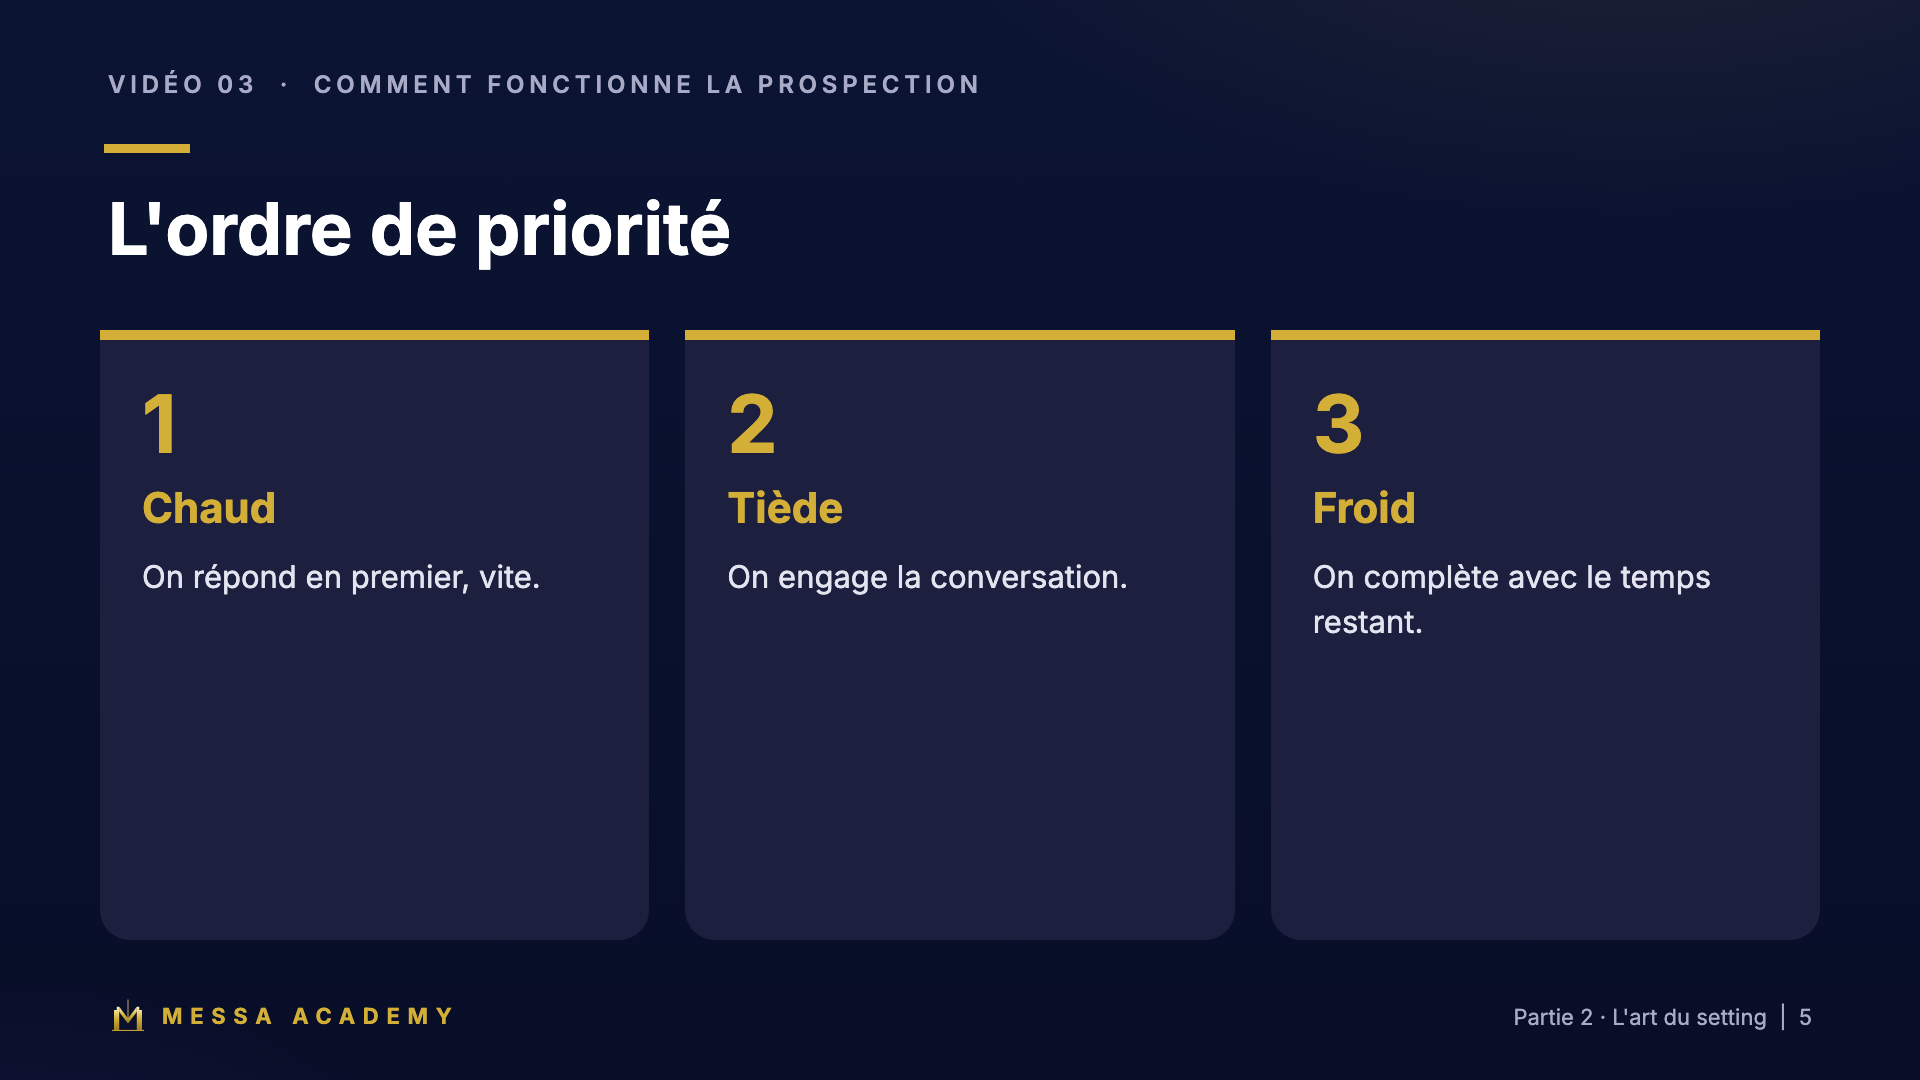 VIDÉO 03 · COMMENT FONCTIONNE LA PROSPECTION
L'ordre de priorité
1
Chaud
On répond en premier, vite.
2
Tiède
On engage la conversation.
3
Froid
On complète avec le temps
restant.
MESSA ACADEMY
Partie 2 · L'art du setting | 5